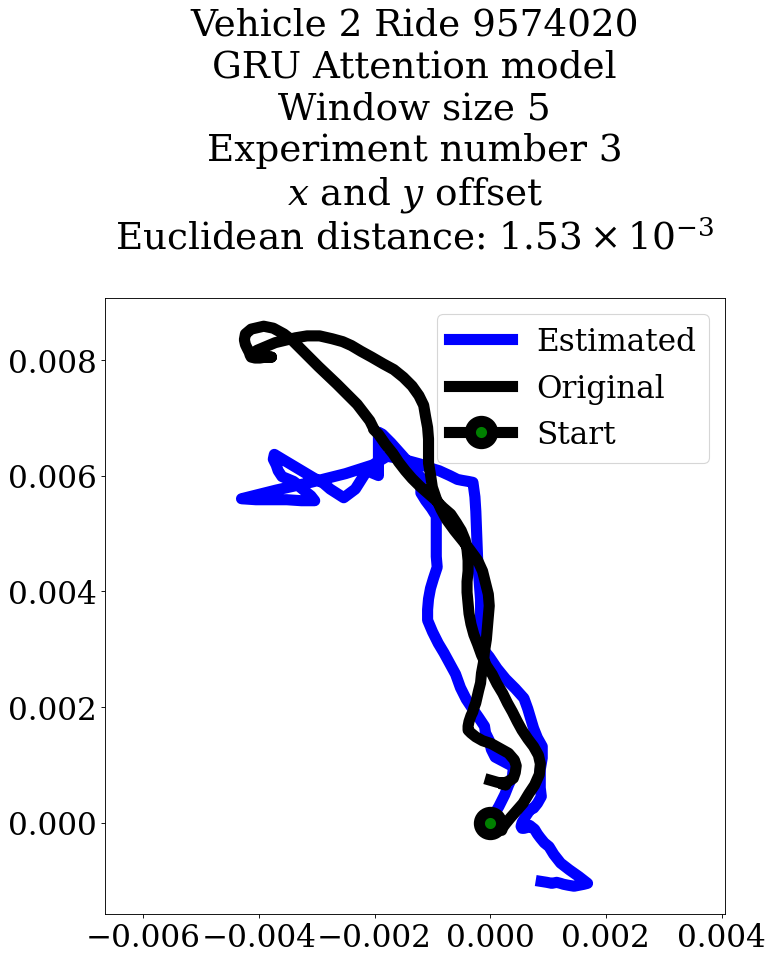 Vehicle 2 Ride 9574020
GRU Attention model
Window size 5
Experiment number 3
x and y offset
Euclidean distance: 1.53 × 10⁻³
Estimated
Original
Start
0.008
0.006
0.004
0.002
0.000
−0.006 −0.004 −0.002 0.000 0.002 0.004